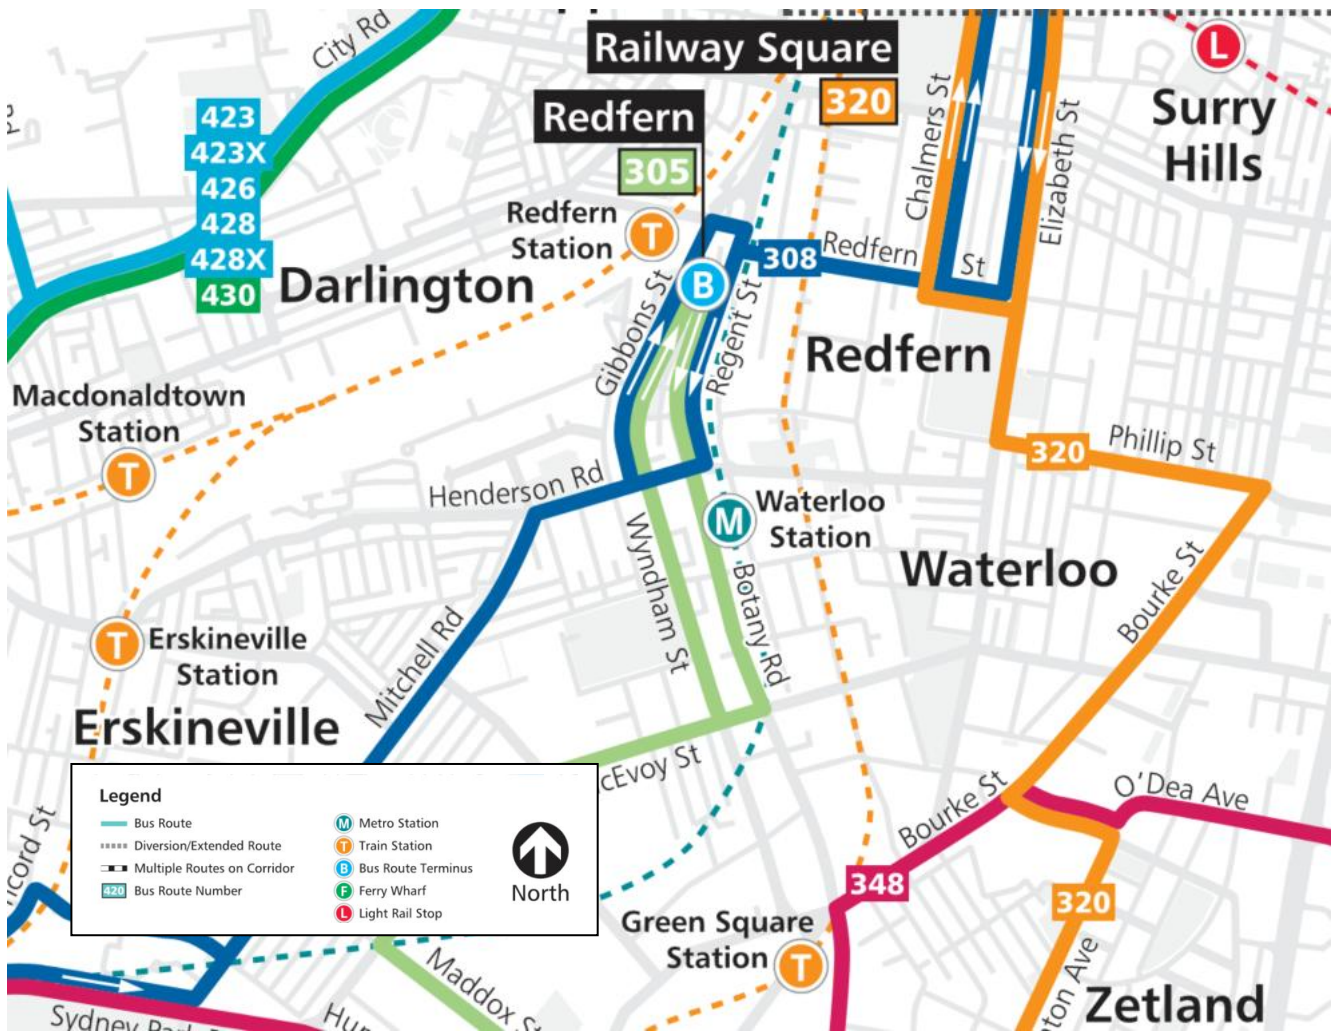 City Rd
Railway Square
320
L
Surry
Hills
Redfern
305
423
423X
426
428
428X
430
Chalmers St
Elizabeth St
Redfern
Station
T
308
Redfern
St
Darlington
B
Gibbons St
Regent St
Redfern
Macdonaldtown
Station
T
320
Phillip St
Henderson Rd
Waterloo
Station
M
Wyndham St
Botany Rd
Waterloo
Bourke St
T
Erskineville
Station
Mitchell Rd
Erskineville
O'Dea Ave
Bourke St
348
320
Green Square
Station
T
Legend
Bus Route
Diversion/Extended Route
Multiple Routes on Corridor
420 Bus Route Number
M Metro Station
T Train Station
B Bus Route Terminus
F Ferry Wharf
L Light Rail Stop
North
Maddox St
Zetland
Sydney Park